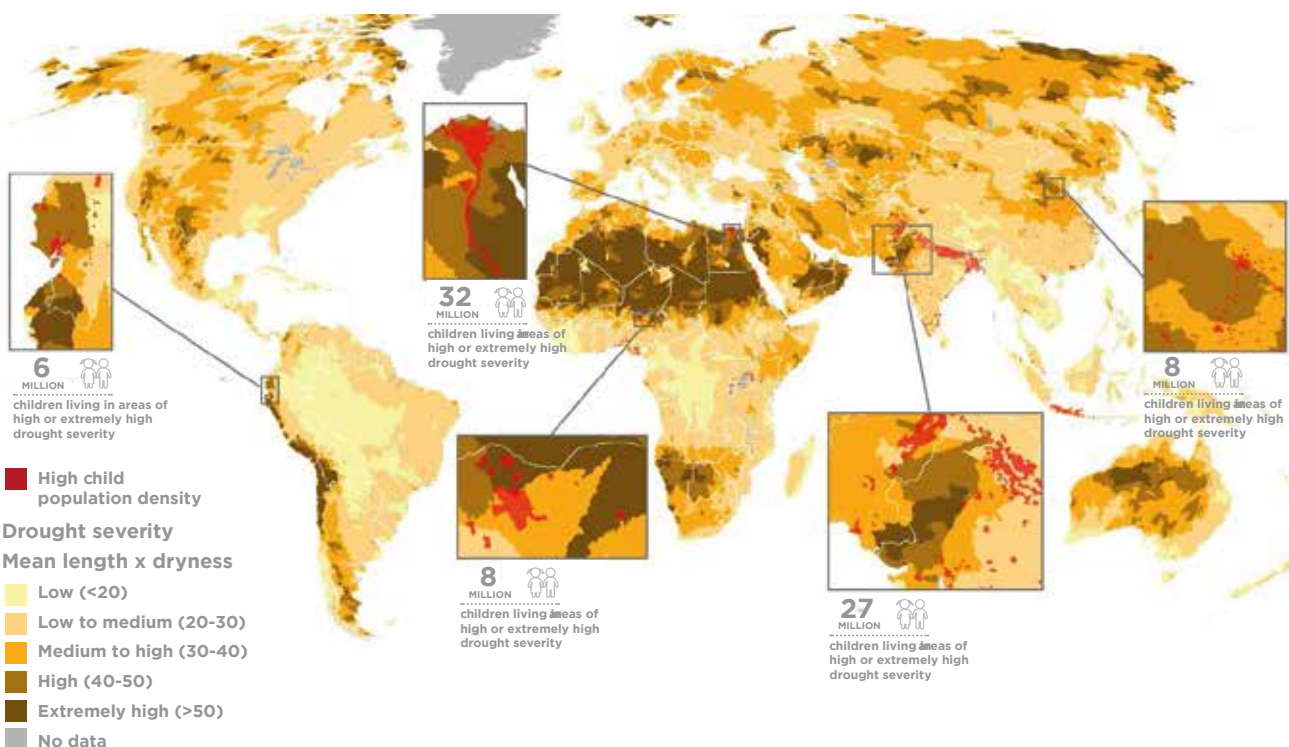 32
MILLION
children living in areas of
high or extremely high
drought severity
6
MILLION
children living in areas of
high or extremely high
drought severity
8
MILLION
children living in areas of
high or extremely high
drought severity
8
MILLION
children living in areas of
high or extremely high
drought severity
27
MILLION
children living in areas of
high or extremely high
drought severity
High child
population density
Drought severity
Mean length x dryness
Low (<20)
Low to medium (20-30)
Medium to high (30-40)
High (40-50)
Extremely high (>50)
No data